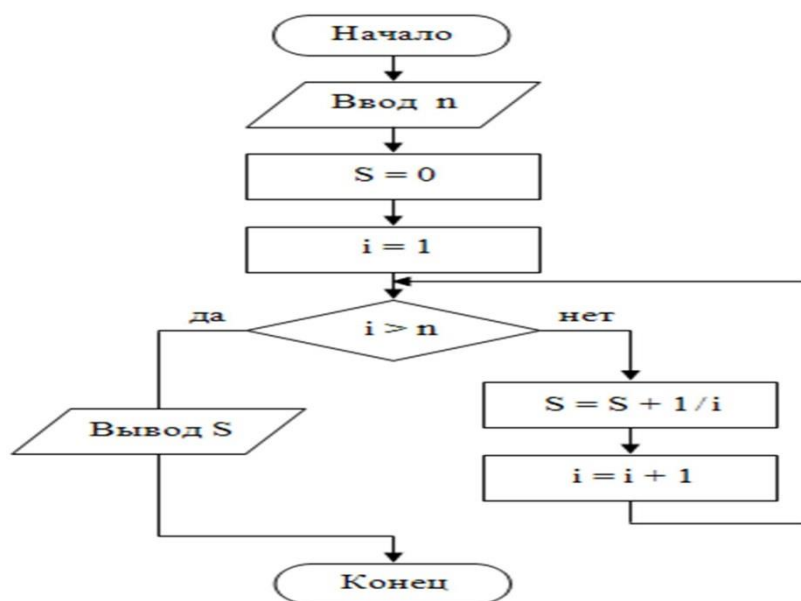 Начало
Ввод n
S = 0
i = 1
да
i > n
нет
S = S + 1/i
i = i + 1
Вывод S
Конец